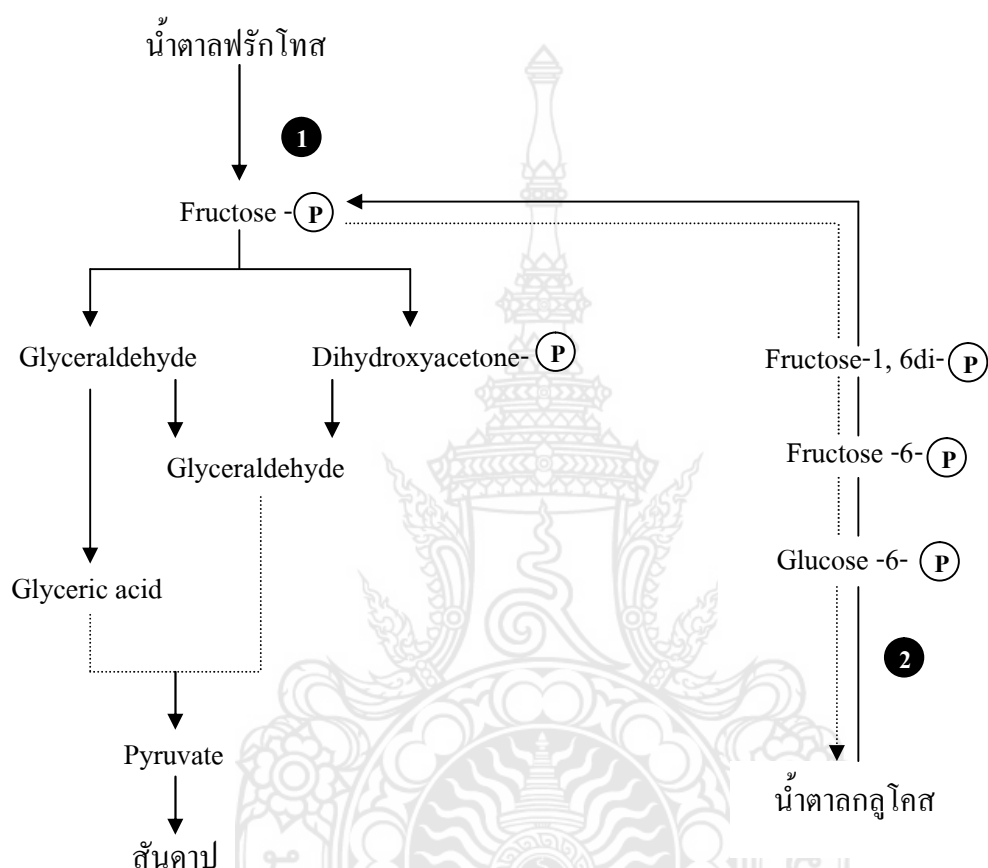 น้ำตาลฟรักโทส
1
Fructose - P
Glyceraldehyde
Dihydroxyacetone- P
Fructose-1, 6di- P
Fructose -6- P
Glyceraldehyde
Glucose -6- P
Glyceric acid
2
Pyruvate
น้ำตาลกลูโคส
สันดาป